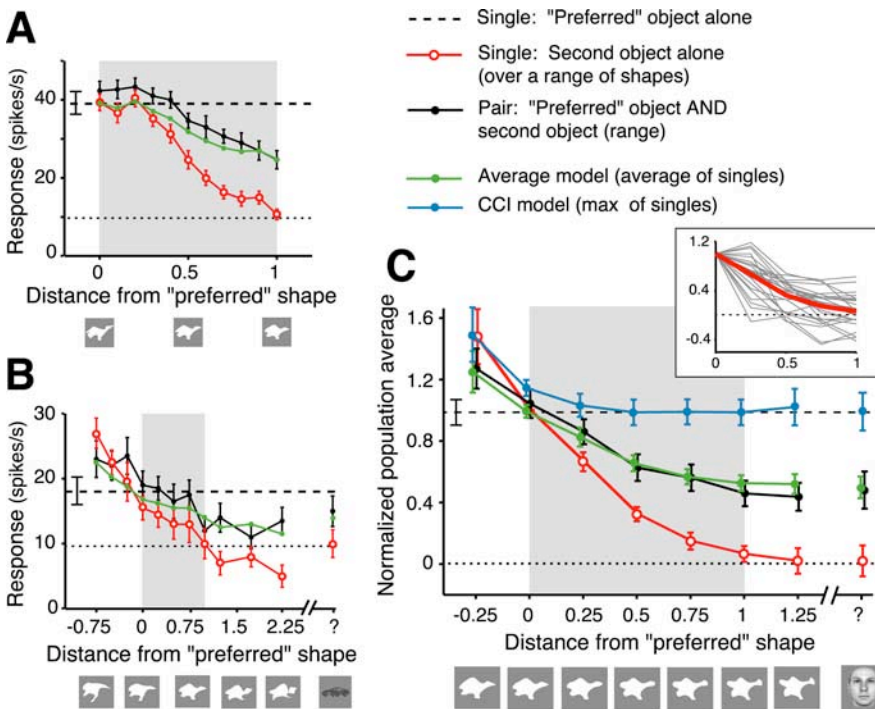 A
Response (spikes/s)
50
40
20
0
0
0.5
1
Distance from "preferred" shape
Single: "Preferred" object alone
Single: Second object alone
(over a range of shapes)
Pair: "Preferred" object AND
second object (range)
Average model (average of singles)
CCI model (max of singles)
B
Response (spikes/s)
30
20
10
0
-0.75
0
0.75
1.5
2.25
?
Distance from "preferred" shape
C
Normalized population average
1.6
1.2
0.8
0.4
0
-0.25
0
0.25
0.5
0.75
1
1.25
?
Distance from "preferred" shape
1.2
0.4
-0.4
0
0.5
1